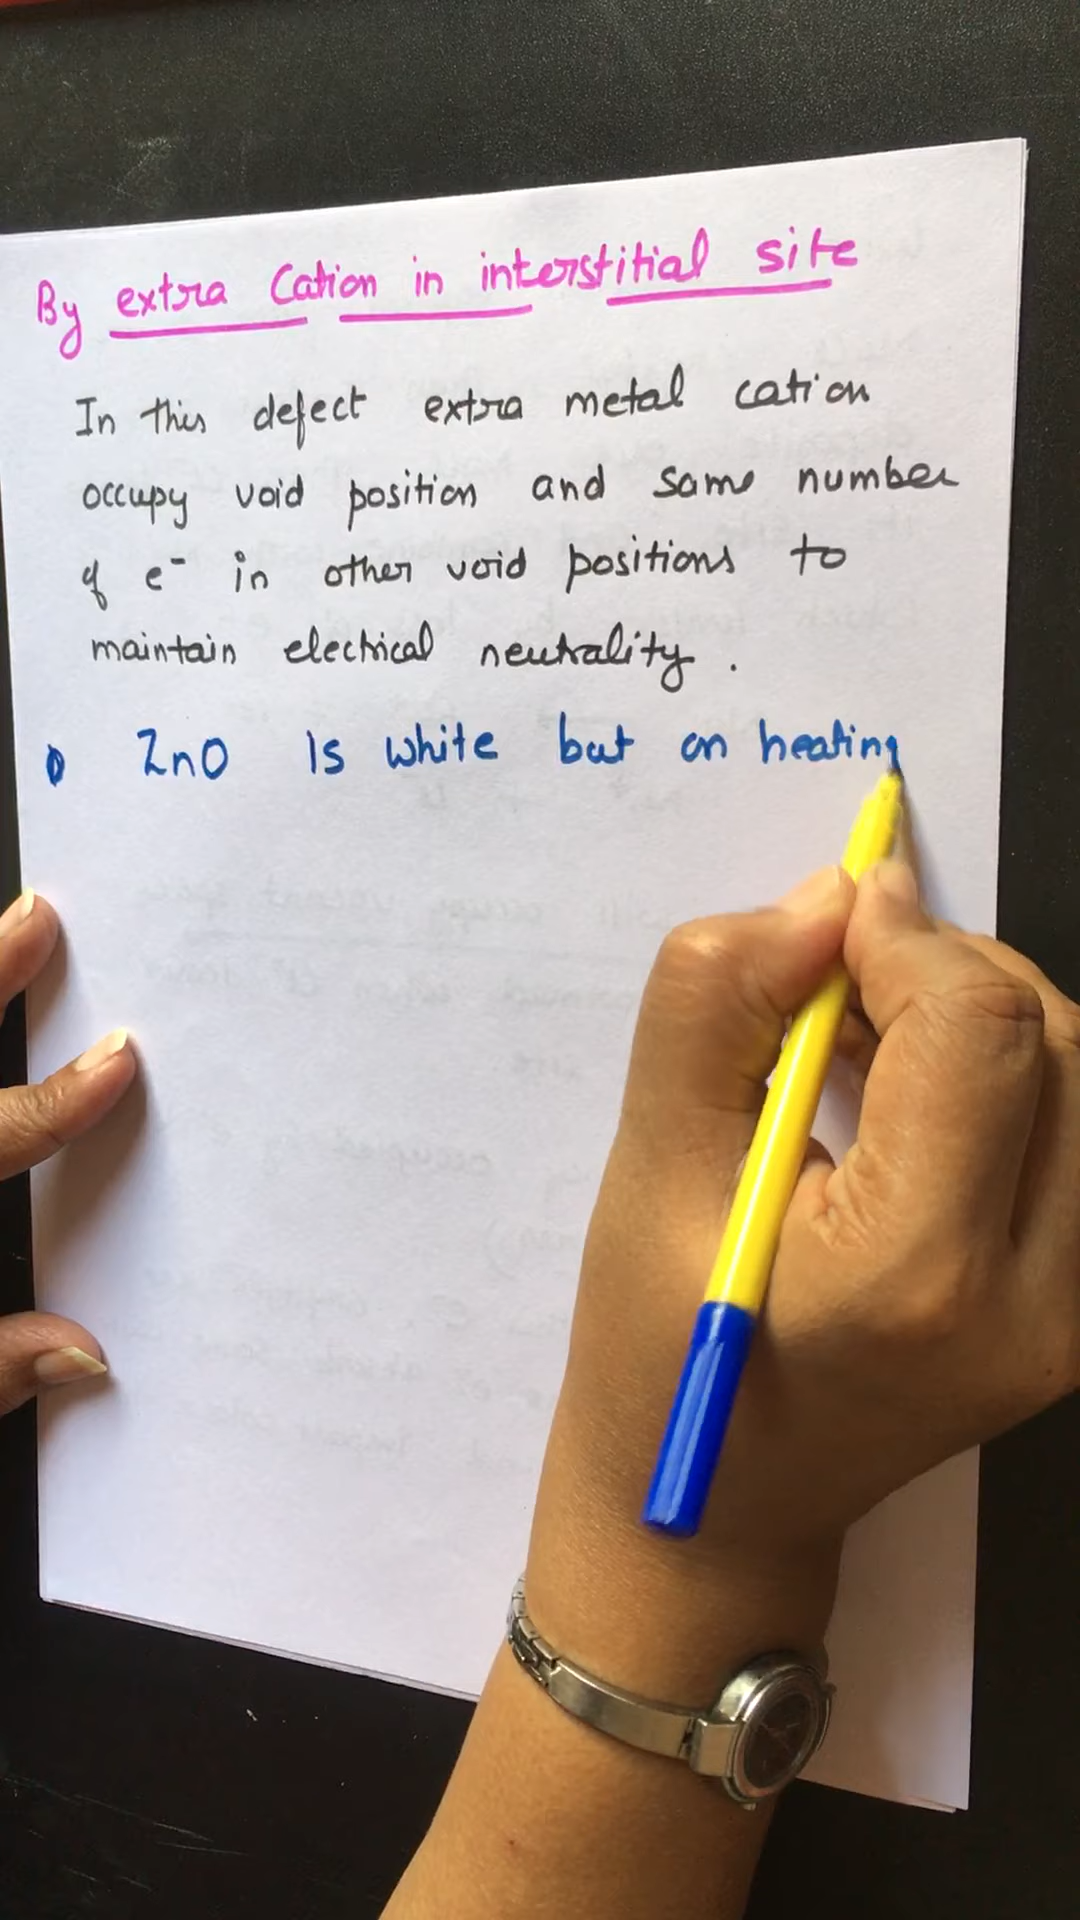 By extra Cation in interstitial site
In this defect extra metal cation
occupy void position and same number
of e⁻ in other void positions to
maintain electrical neutrality.
ZnO is white but on heating